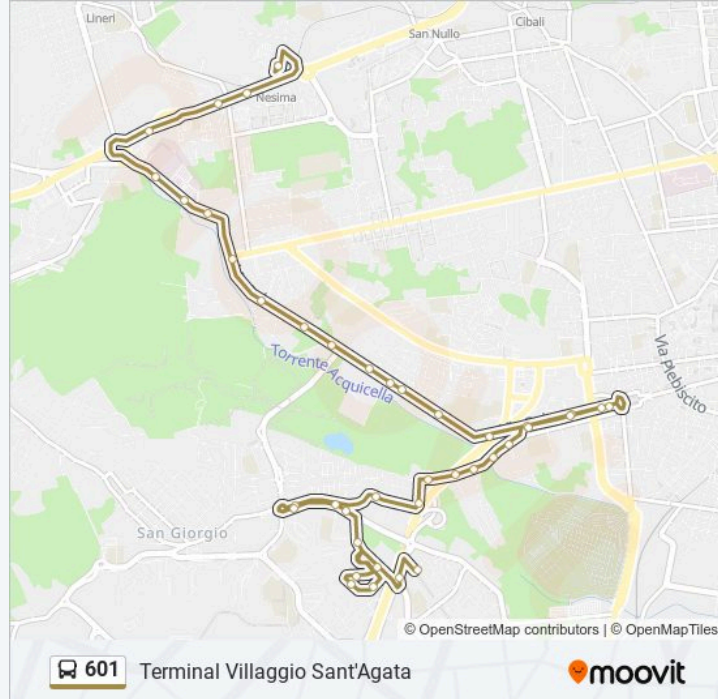 Lineri
Cibali
San Nullo
Nesima
Torrente Acquicella
Via Plebiscito
San Giorgio
© OpenStreetMap contributors | © OpenMapTiles
601 Terminal Villaggio Sant'Agata
moovit